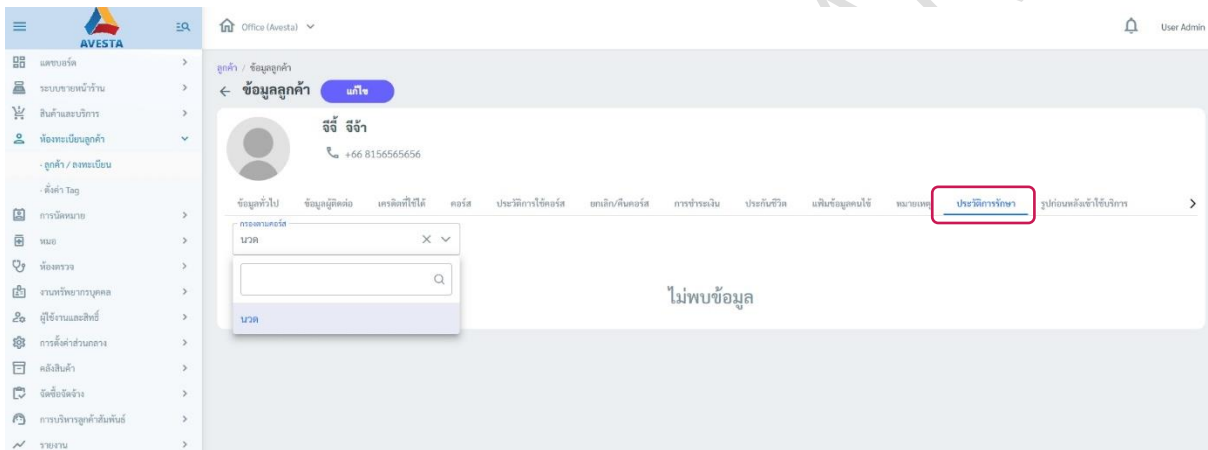 AVESTA
Office (Avesta)
User Admin
แดชบอร์ด
ระบบขายหน้าร้าน
สินค้าและบริการ
ห้องทะเบียนลูกค้า
- ลูกค้า / ลงทะเบียน
- ตั้งค่า Tag
การนัดหมาย
หมอ
ห้องตรวจ
งานทรัพยากรบุคคล
ผู้ใช้งานและสิทธิ์
การตั้งค่าส่วนกลาง
คลังสินค้า
จัดซื้อจัดจ้าง
การบริหารลูกค้าสัมพันธ์
รายงาน
ลูกค้า / ข้อมูลลูกค้า
ข้อมูลลูกค้า แก้ไข
จีจี้ จีจ้า
+66 8156565656
ข้อมูลทั่วไป ข้อมูลผู้ติดต่อ เครดิตที่ใช้ได้ คอร์ส ประวัติการใช้คอร์ส ยกเลิก/คืนคอร์ส การชำระเงิน ประกันชีวิต แฟ้มข้อมูลคนไข้ หมายเหตุ ประวัติการรักษา รูปก่อนหลังเข้าใช้บริการ
กรองตามคอร์ส
นวด
นวด
ไม่พบข้อมูล